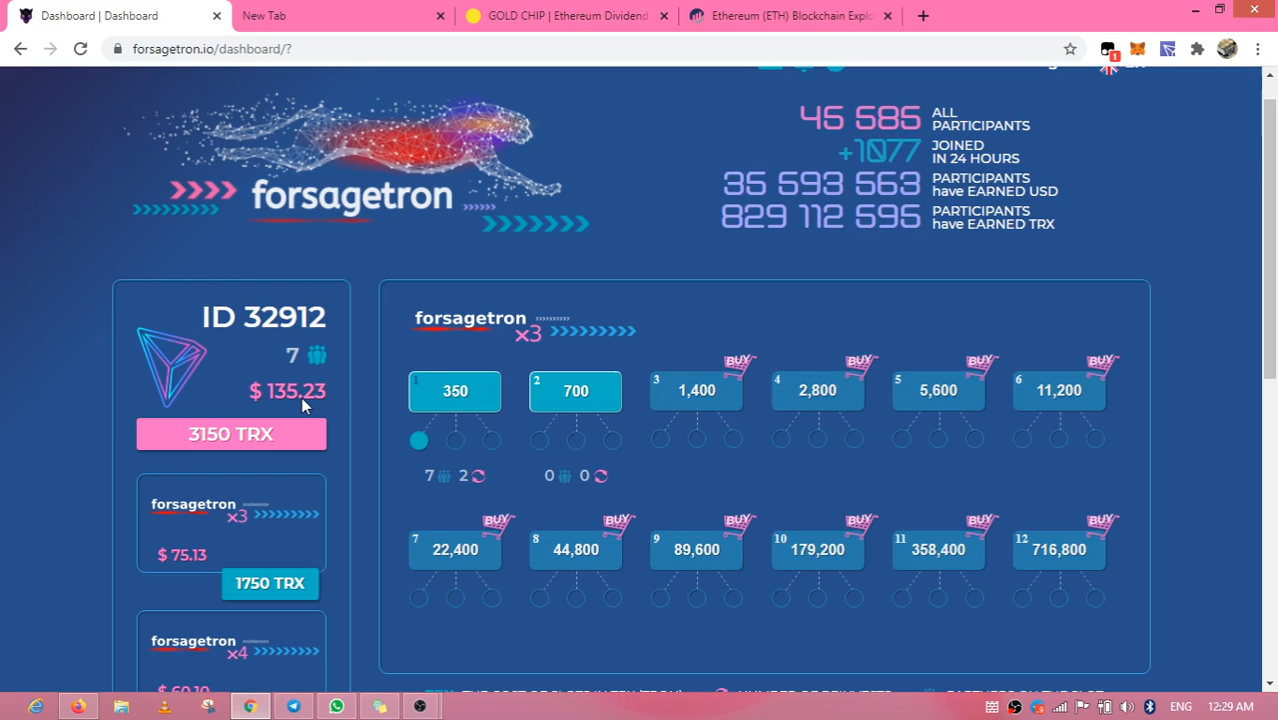 Dashboard | Dashboard
New Tab
GOLD CHIP | Ethereum Dividend
Ethereum (ETH) Blockchain Explo
forsagetron.io/dashboard/?
1
forsagetron
45 585 ALL PARTICIPANTS
+1077 JOINED IN 24 HOURS
35 593 563 PARTICIPANTS have EARNED USD
829 112 595 PARTICIPANTS have EARNED TRX
ID 32912
7
$ 135.23
3150 TRX
forsagetron
x3
$ 75.13
1750 TRX
forsagetron
x4
$ 60.10
forsagetron
x3
BUY BUY BUY BUY
1 350 2 700 3 1,400 4 2,800 5 5,600 6 11,200
7 2 0 0
BUY BUY BUY BUY BUY BUY
7 22,400 8 44,800 9 89,600 10 179,200 11 358,400 12 716,800
ENG 12:29 AM